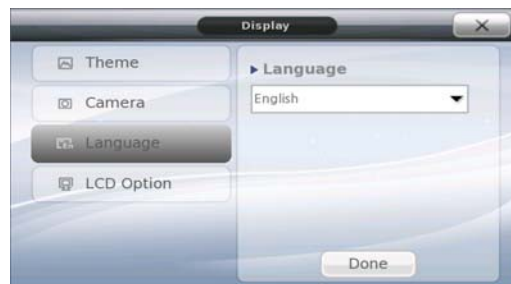 Display
Theme
Camera
Language
LCD Option
Language
English
Done